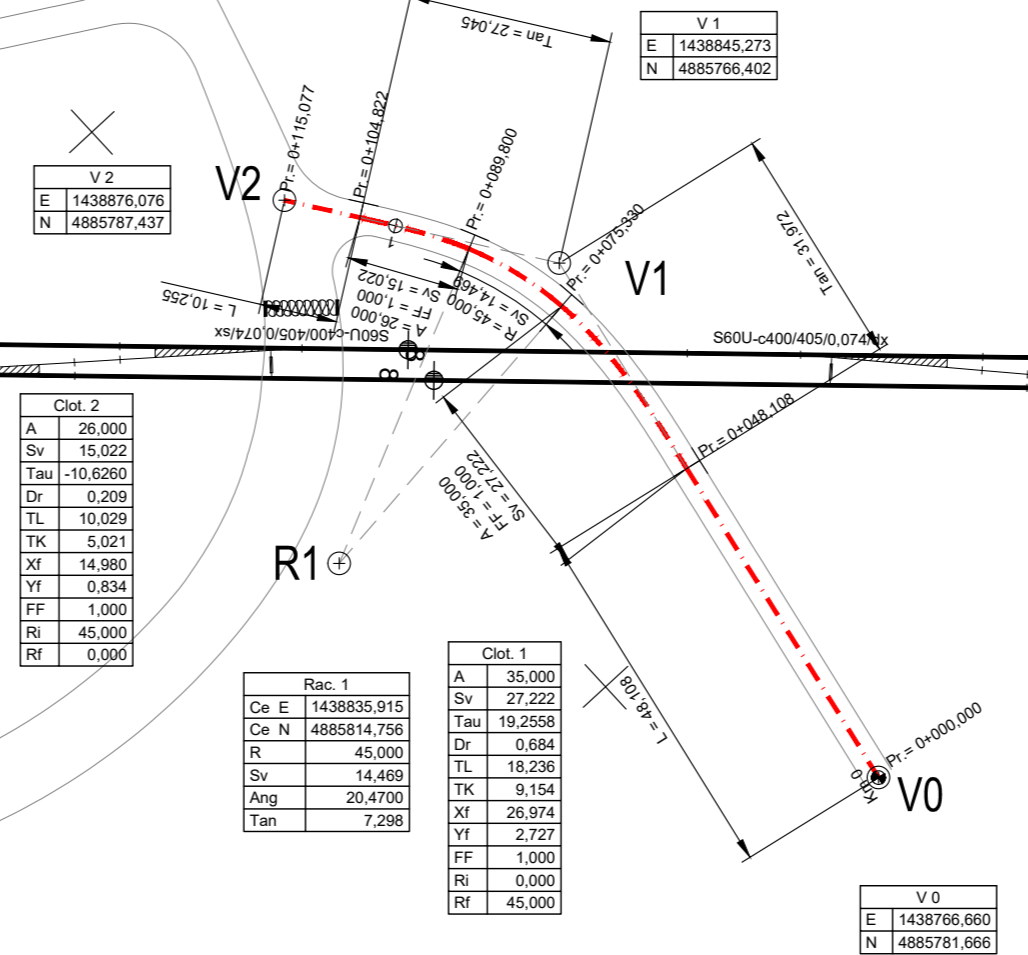 Tan = 27,045
V 1
E 1438845,273
N 4885766,402
Pr.= 0+115,077
Pr.= 0+104,822
Pr.= 0+089,800
V 2
E 1438876,076
N 4885787,437
V2
1
Pr.= 0+075,330
V1
Tan = 31,972
L = 10,255
A = 26,000
FF = 1,000
Sv = 15,022
R = 45,000
Sv = 14,469
S60U-c400/405/0,074/sx
S60U-c400/405/0,074/dx
8
8
Clot. 2
A 26,000
Sv 15,022
Tau -10,6260
Dr 0,209
TL 10,029
TK 5,021
Xf 14,980
Yf 0,834
FF 1,000
Ri 45,000
Rf 0,000
Pr.= 0+048,108
A = 35,000
FF = 1,000
Sv = 27,222
R1
Rac. 1
Ce E 1438835,915
Ce N 4885814,756
R 45,000
Sv 14,469
Ang 20,4700
Tan 7,298
Clot. 1
A 35,000
Sv 27,222
Tau 19,2558
Dr 0,684
TL 18,236
TK 9,154
Xf 26,974
Yf 2,727
FF 1,000
Ri 0,000
Rf 45,000
L = 48,108
Pr.= 0+000,000
Km 0
V0
V 0
E 1438766,660
N 4885781,666